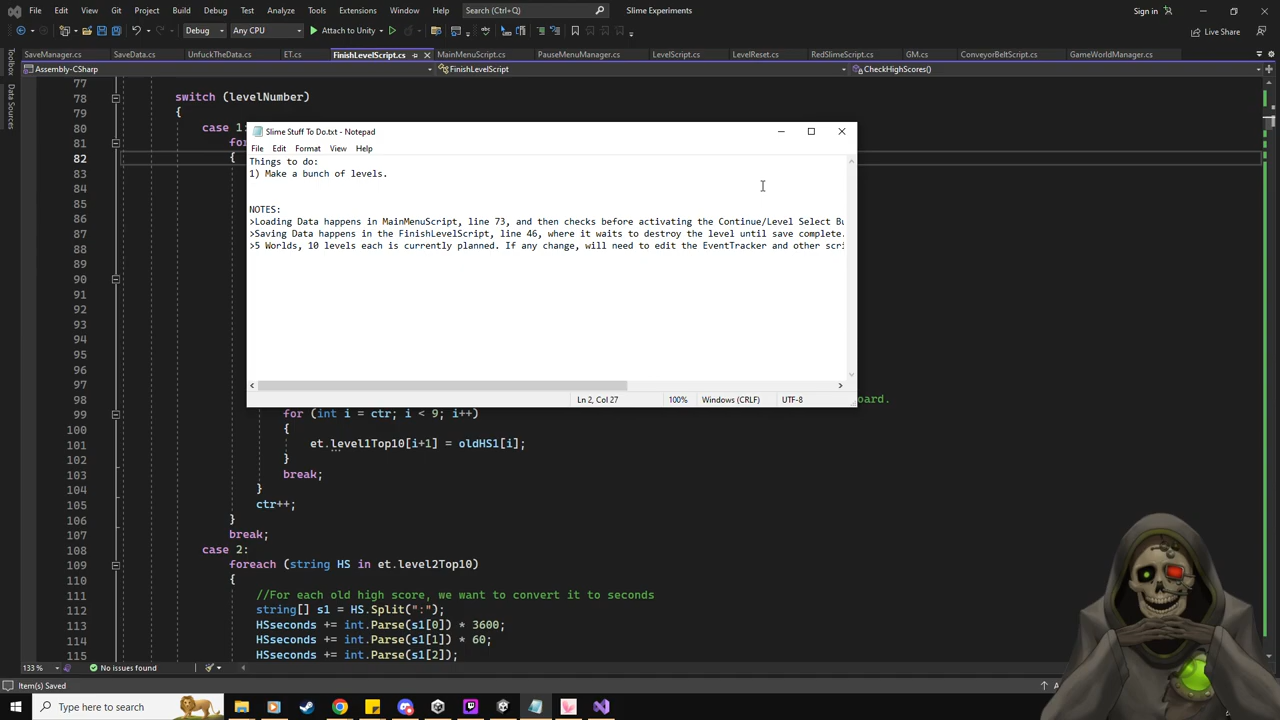 File Edit View Git Project Build Debug Test Analyze Tools Extensions Window Help Search (Ctrl+Q) Slime Experiments Sign in
Debug Any CPU Attach to Unity Live Share
SaveManager.cs SaveData.cs UnfuckTheData.cs ET.cs FinishLevelScript.cs MainMenuScript.cs PauseMenuManager.cs LevelScript.cs LevelReset.cs RedSlimeScript.cs GM.cs ConveyorBeltScript.cs GameWorldManager.cs
Toolbox
Data Sources
Assembly-CSharp FinishLevelScript CheckHighScores()
77
78 switch (levelNumber)
79 {
80 case 1:
81
82 {
83
84
85
86
87
88
89
90
91
92
93
94
95
96
97
98 oard.
99 for (int i = ctr; i < 9; i++)
100 {
101 et.level1Top10[i+1] = oldHS1[i];
102 }
103 break;
104 }
105 ctr++;
106 }
107 break;
108 case 2:
109 foreach (string HS in et.level2Top10)
110 {
111 //For each old high score, we want to convert it to seconds
112 string[] s1 = HS.Split(":");
113 HSseconds += int.Parse(s1[0]) * 3600;
114 HSseconds += int.Parse(s1[1]) * 60;
115 HSseconds += int.Parse(s1[2]);
Slime Stuff To Do.txt - Notepad
File Edit Format View Help
Things to do:
1) Make a bunch of levels.
NOTES:
>Loading Data happens in MainMenuScript, line 73, and then checks before activating the Continue/Level Select Bu
>Saving Data happens in the FinishLevelScript, line 46, where it waits to destroy the level until save complete.
>5 Worlds, 10 levels each is currently planned. If any change, will need to edit the EventTracker and other scri
Ln 2, Col 27 100% Windows (CRLF) UTF-8
133 % No issues found
Item(s) Saved
Type here to search